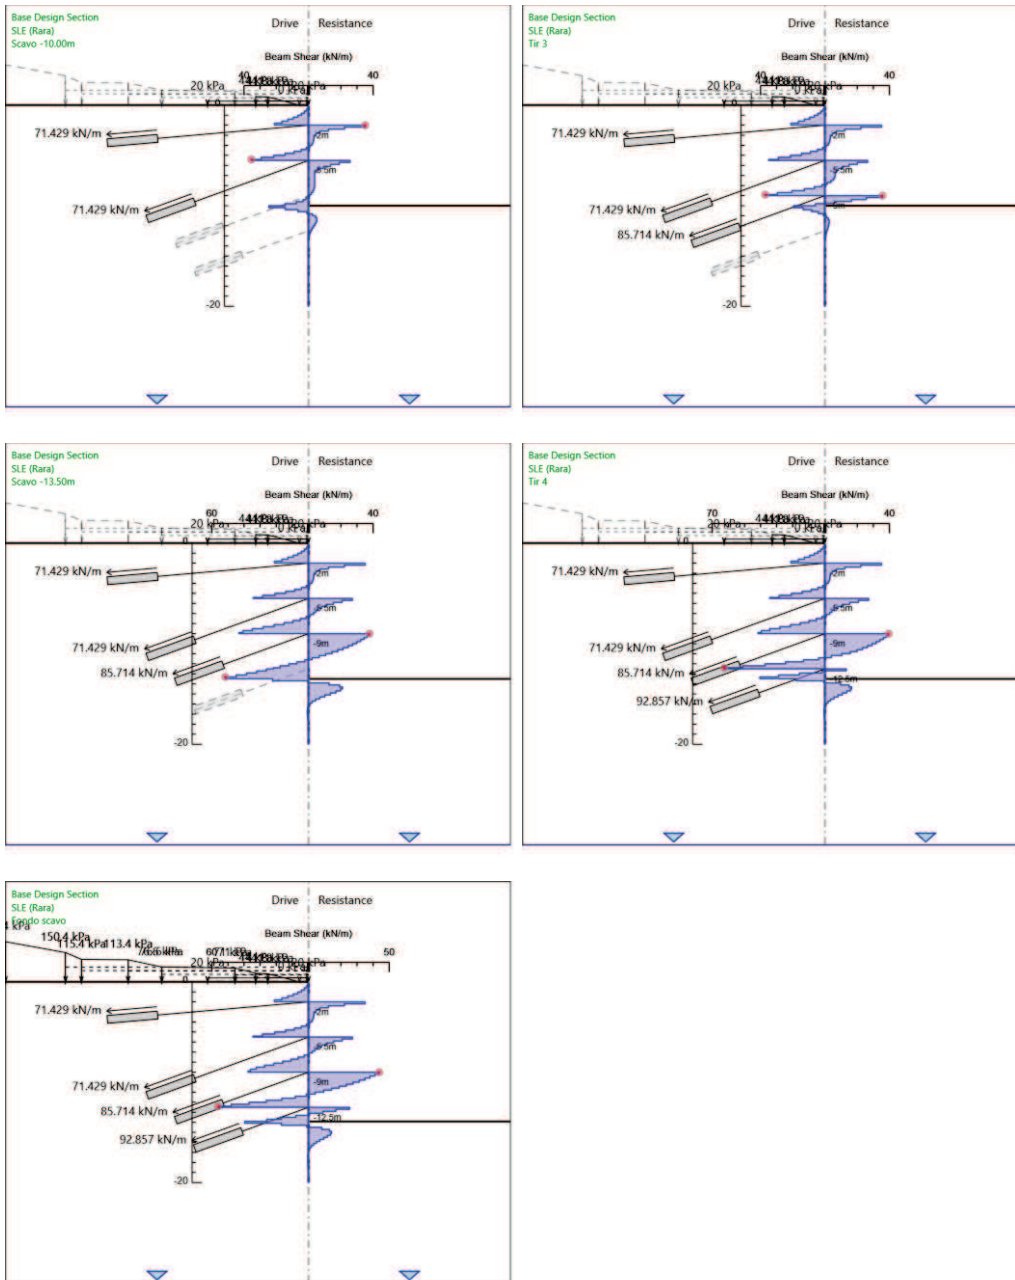 Base Design Section
SLE (Rara)
Scavo -10.00m
Drive Resistance
Beam Shear (kN/m)
40 40
20 kPa
0
71.429 kN/m
-2m
-5.5m
71.429 kN/m
-20
Base Design Section
SLE (Rara)
Tir 3
Drive Resistance
Beam Shear (kN/m)
40 40
20 kPa
0
71.429 kN/m
-2m
-5.5m
71.429 kN/m
85.714 kN/m
-20
Base Design Section
SLE (Rara)
Scavo -13.50m
Drive Resistance
Beam Shear (kN/m)
60 40
20 kPa
0
71.429 kN/m
-2m
-5.5m
71.429 kN/m
-9m
85.714 kN/m
-20
Base Design Section
SLE (Rara)
Tir 4
Drive Resistance
Beam Shear (kN/m)
70 40
20 kPa
0
71.429 kN/m
-2m
-5.5m
71.429 kN/m
-9m
85.714 kN/m
-12.5m
92.857 kN/m
-20
Base Design Section
SLE (Rara)
Fondo scavo
Drive Resistance
Beam Shear (kN/m)
150.4 kPa
115.4 kPa
113.4 kPa
50
20 kPa
0
71.429 kN/m
-2m
-5.5m
71.429 kN/m
-9m
85.714 kN/m
-12.5m
92.857 kN/m
-20